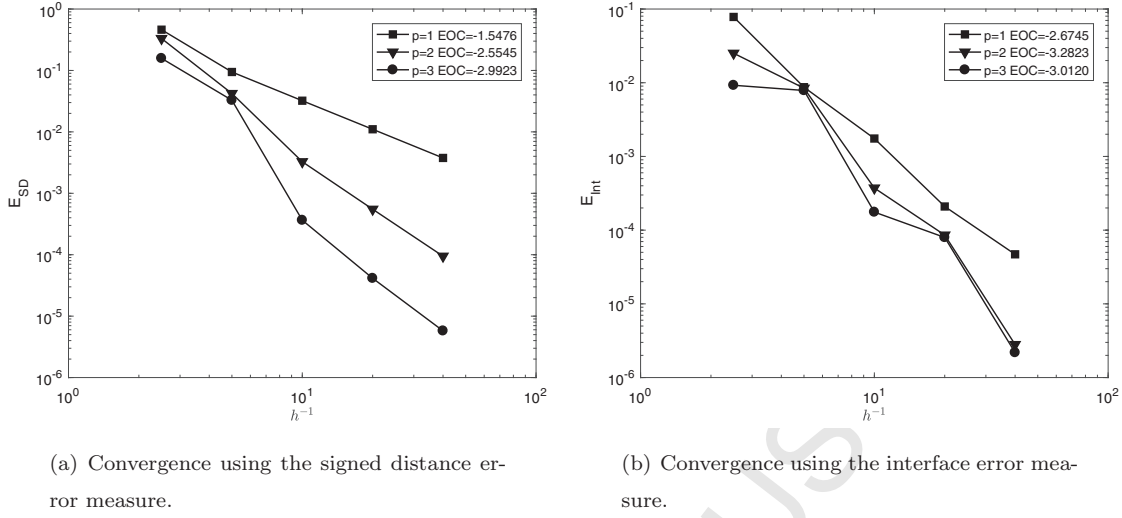 10^0
10^-1
10^-2
10^-3
10^-4
10^-5
10^-6
E_SD
p=1 EOC=-1.5476
p=2 EOC=-2.5545
p=3 EOC=-2.9923
10^0
10^1
10^2
h^-1
10^-1
10^-2
10^-3
10^-4
10^-5
10^-6
E_Int
p=1 EOC=-2.6745
p=2 EOC=-3.2823
p=3 EOC=-3.0120
10^0
10^1
10^2
h^-1
(a) Convergence using the signed distance er-
ror measure.
(b) Convergence using the interface error mea-
sure.
US